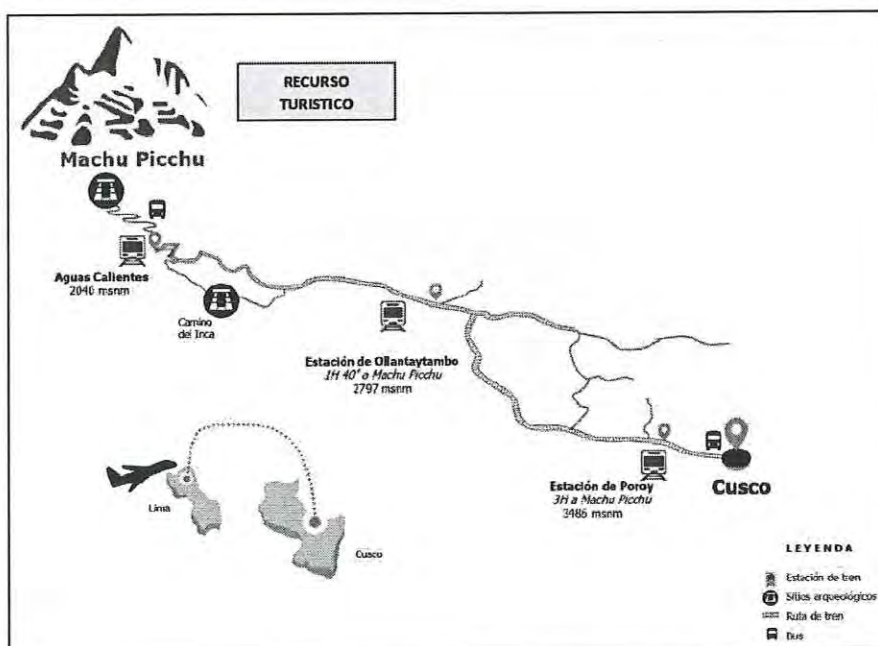 RECURSO
TURISTICO
Machu Picchu
Aguas Calientes
2040 msnm
Camino
del Inca
Estación de Ollantaytambo
1H 40' a Machu Picchu
2797 msnm
Estación de Poroy
3H a Machu Picchu
3486 msnm
Cusco
Lima
Cusco
LEYENDA
Estación de tren
Sitios arqueológicos
Ruta de tren
Bus